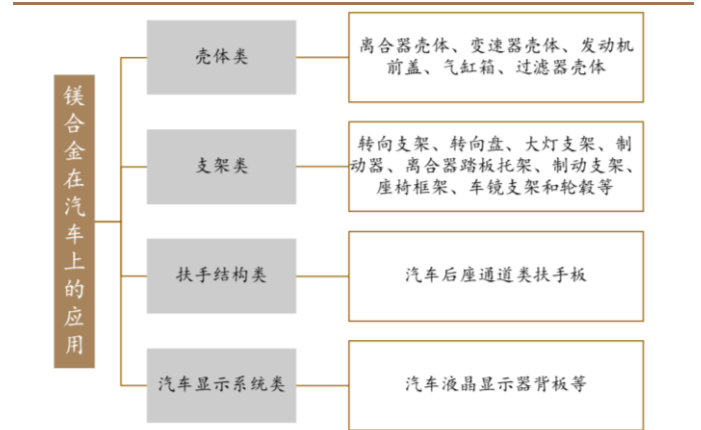 镁合金在汽车上的应用
壳体类
离合器壳体、变速器壳体、发动机
前盖、气缸箱、过滤器壳体
支架类
转向支架、转向盘、大灯支架、制
动器、离合器踏板托架、制动支架、
座椅框架、车镜支架和轮毂等
扶手结构类
汽车后座通道类扶手板
汽车显示系统类
汽车液晶显示器背板等